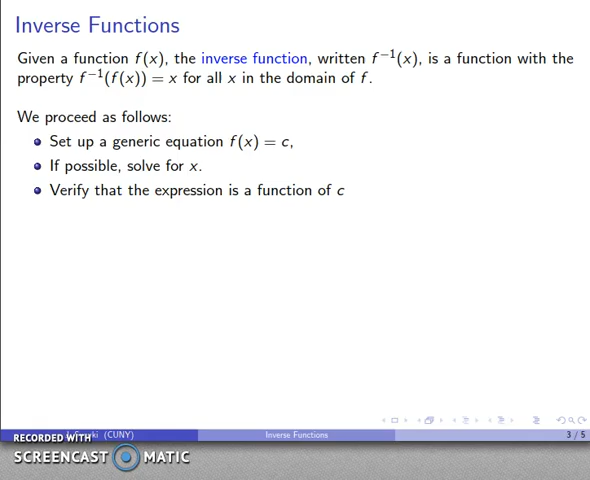 Inverse Functions
Given a function f(x), the inverse function, written f⁻¹(x), is a function with the
property f⁻¹(f(x)) = x for all x in the domain of f.
We proceed as follows:
Set up a generic equation f(x) = c,
If possible, solve for x.
Verify that the expression is a function of c
(CUNY) Inverse Functions 3 / 5
RECORDED WITH
SCREENCAST MATIC